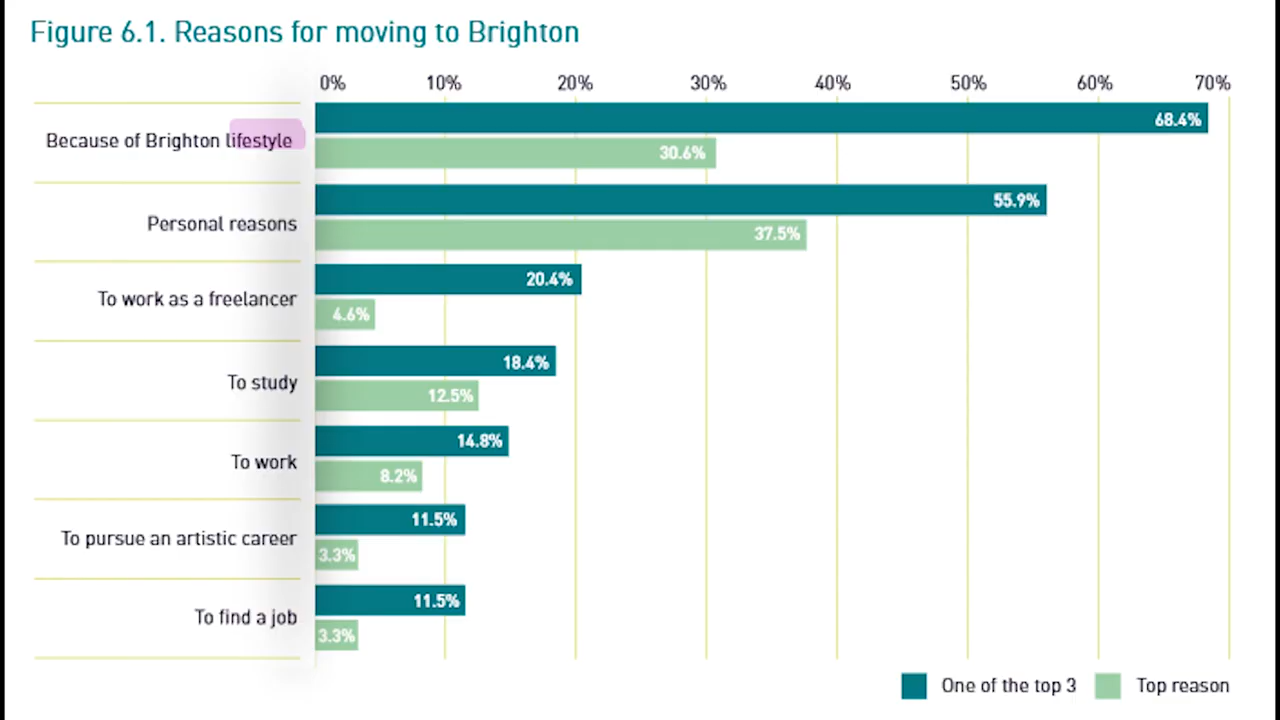 Figure 6.1. Reasons for moving to Brighton
0% 10% 20% 30% 40% 50% 60% 70%
Because of Brighton lifestyle
68.4%
30.6%
Personal reasons
55.9%
37.5%
To work as a freelancer
20.4%
4.6%
To study
18.4%
12.5%
To work
14.8%
8.2%
To pursue an artistic career
11.5%
3.3%
To find a job
11.5%
3.3%
One of the top 3
Top reason